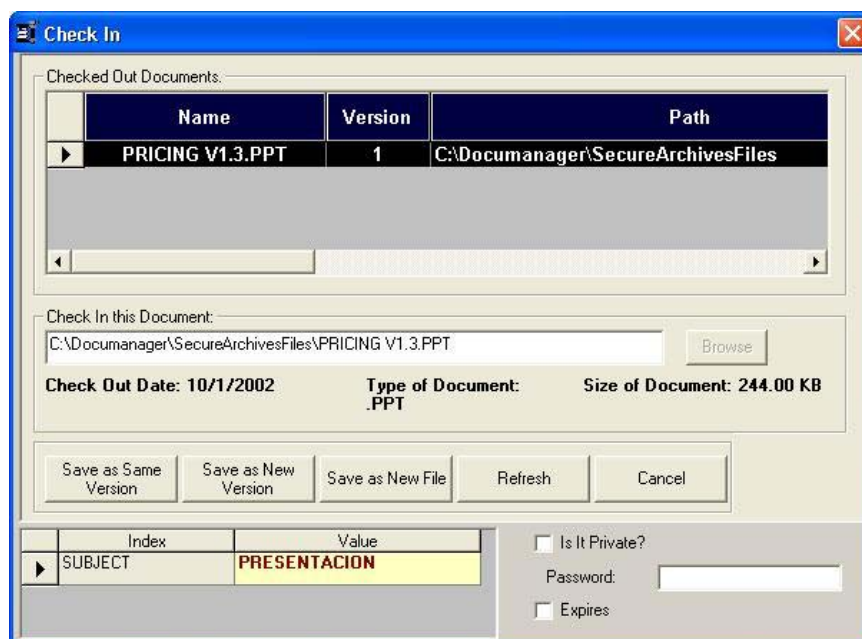 Check In
Checked Out Documents.
Name Version Path
PRICING V1.3.PPT 1 C:\Documanager\SecureArchivesFiles
Check In this Document:
C:\Documanager\SecureArchivesFiles\PRICING V1.3.PPT Browse
Check Out Date: 10/1/2002 Type of Document: Size of Document: 244.00 KB
.PPT
Save as Same Version Save as New Version Save as New File Refresh Cancel
Index Value Is It Private?
SUBJECT PRESENTACION
Password:
Expires